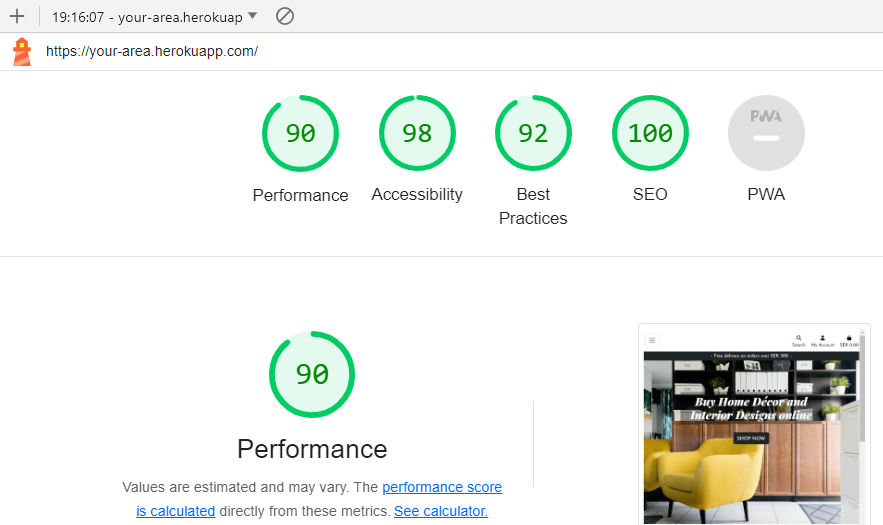 19:16:07 - your-area.herokuap
https://your-area.herokuapp.com/
90
98
92
100
PWA
Performance
Accessibility
Best
Practices
SEO
PWA
90
Performance
Values are estimated and may vary. The performance score
is calculated directly from these metrics. See calculator.
Search
My Account
SEK 0.00
- Free delivery on orders over SEK 500 -
Buy Home Décor and
Interior Designs online
SHOP NOW